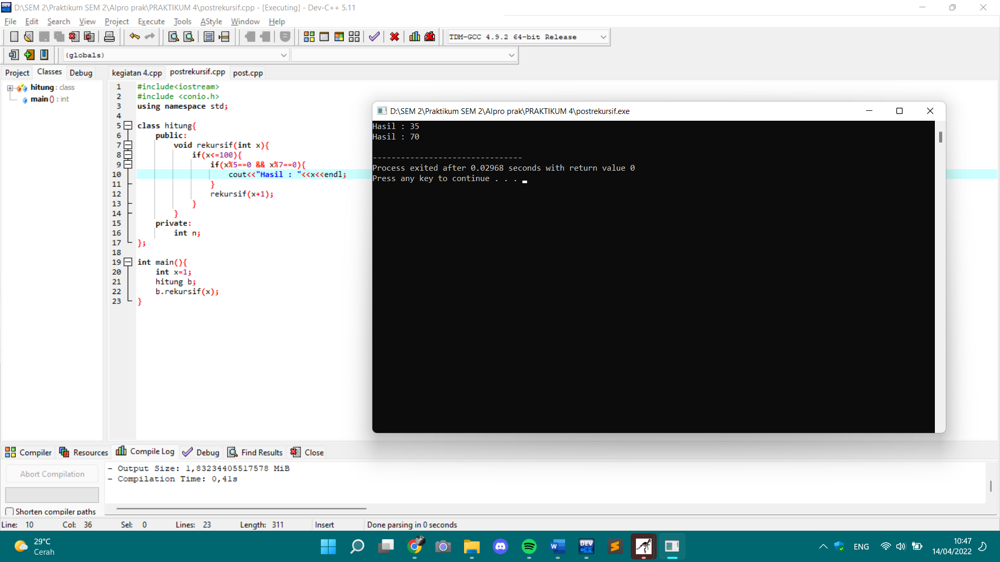 D:\SEM 2\Praktikum SEM 2\Alpro prak\PRAKTIKUM 4\postrekursif.cpp - [Executing] - Dev-C++ 5.11
File Edit Search View Project Execute Tools AStyle Window Help
TDM-GCC 4.9.2 64-bit Release
(globals)
Project Classes Debug
kegiatan 4.cpp postrekursif.cpp post.cpp
hitung : class
main () : int
1 #include<iostream>
2 #include <conio.h>
3 using namespace std;
4
5 class hitung{
6 public:
7 void rekursif(int x){
8 if(x<=100){
9 if(x%5==0 && x%7==0){
10 cout<<"Hasil : "<<x<<endl;
11 }
12 rekursif(x+1);
13 }
14 }
15 private:
16 int n;
17 };
18
19 int main(){
20 int x=1;
21 hitung b;
22 b.rekursif(x);
23 }
D:\SEM 2\Praktikum SEM 2\Alpro prak\PRAKTIKUM 4\postrekursif.exe
Hasil : 35
Hasil : 70
--------------------------------
Process exited after 0.02968 seconds with return value 0
Press any key to continue . . .
Compiler Resources Compile Log Debug Find Results Close
Abort Compilation
Shorten compiler paths
- Output Size: 1,83234405517578 MiB
- Compilation Time: 0,41s
Line: 10 Col: 36 Sel: 0 Lines: 23 Length: 311 Insert Done parsing in 0 seconds
29°C
Cerah
DEV
ENG
10:47
14/04/2022